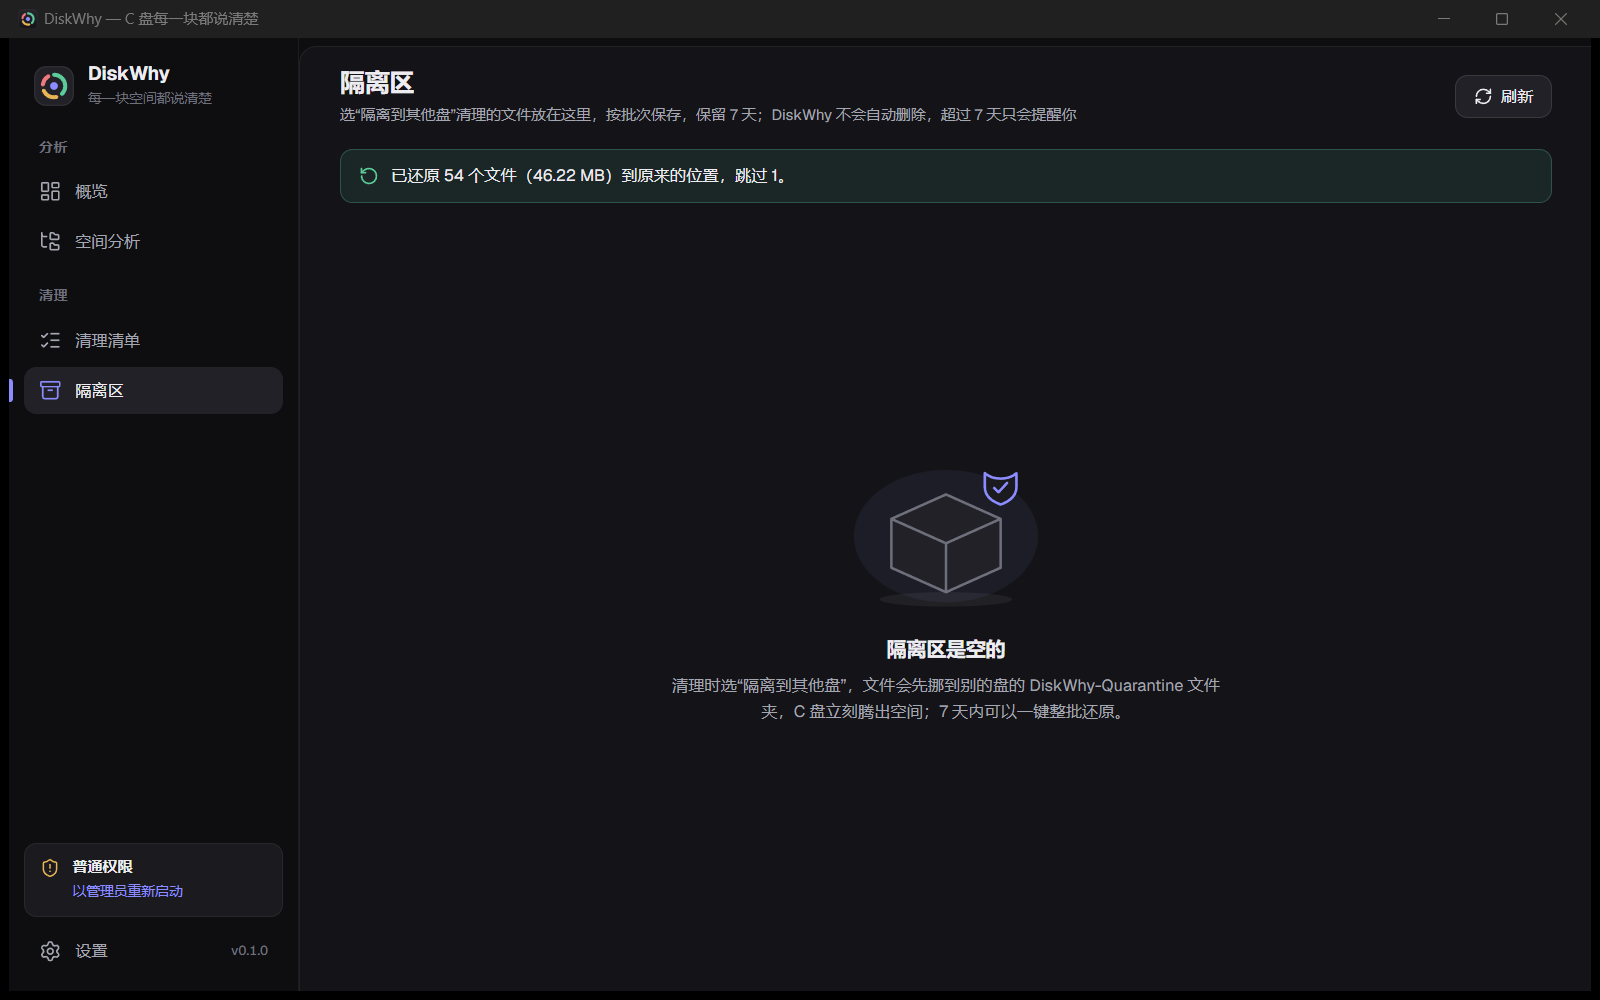 DiskWhy — C 盘每一块都说清楚
DiskWhy
每一块空间都说清楚
分析
概览
空间分析
清理
清理清单
隔离区
普通权限
以管理员重新启动
设置
v0.1.0
隔离区
选“隔离到其他盘”清理的文件放在这里，按批次保存，保留 7 天；DiskWhy 不会自动删除，超过 7 天只会提醒你
刷新
已还原 54 个文件（46.22 MB）到原来的位置，跳过 1。
隔离区是空的
清理时选“隔离到其他盘”，文件会先挪到别的盘的 DiskWhy-Quarantine 文件
夹，C 盘立刻腾出空间；7 天内可以一键整批还原。